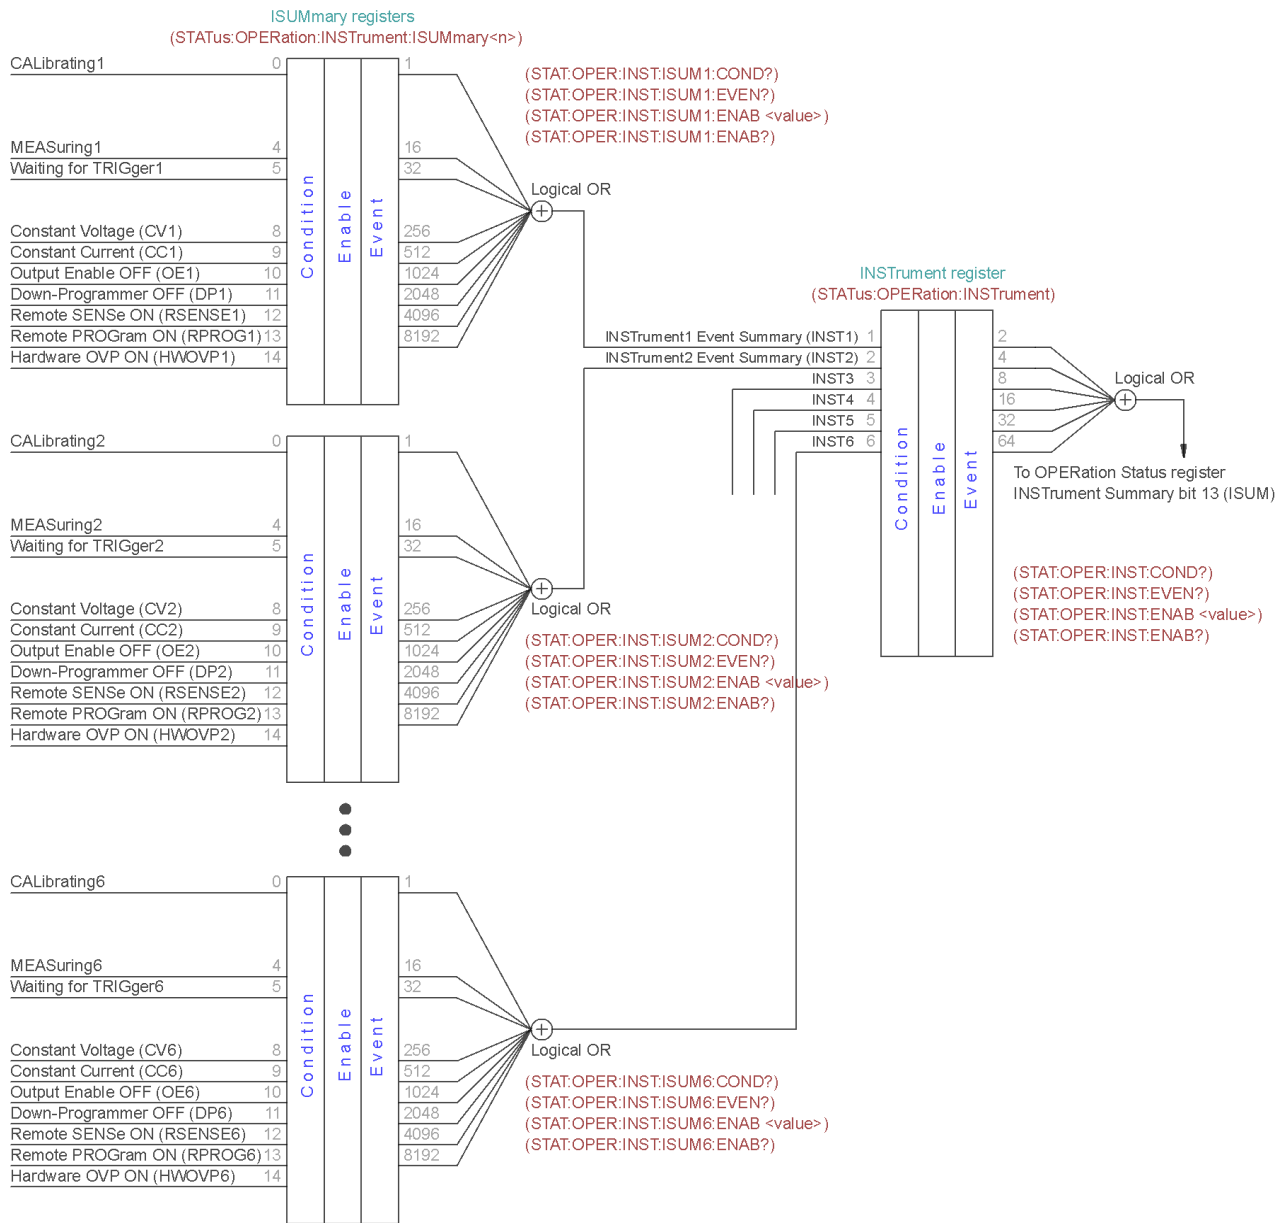 ISUMmary registers
(STATus:OPERation:INSTrument:ISUMmary<n>)
CALibrating1 0 1
MEASuring1 4 16
Waiting for TRIGger1 5 32
Constant Voltage (CV1) 8 256
Constant Current (CC1) 9 512
Output Enable OFF (OE1) 10 1024
Down-Programmer OFF (DP1) 11 2048
Remote SENSe ON (RSENSE1) 12 4096
Remote PROGram ON (RPROG1) 13 8192
Hardware OVP ON (HWOVP1) 14
Condition
Enable
Event
(STAT:OPER:INST:ISUM1:COND?)
(STAT:OPER:INST:ISUM1:EVEN?)
(STAT:OPER:INST:ISUM1:ENAB <value>)
(STAT:OPER:INST:ISUM1:ENAB?)
Logical OR
INSTrument register
(STATus:OPERation:INSTrument)
INSTrument1 Event Summary (INST1) 1 2
INSTrument2 Event Summary (INST2) 2 4
INST3 3 8
INST4 4 16
INST5 5 32
INST6 6 64
Condition
Enable
Event
Logical OR
To OPERation Status register
INSTrument Summary bit 13 (ISUM)
(STAT:OPER:INST:COND?)
(STAT:OPER:INST:EVEN?)
(STAT:OPER:INST:ENAB <value>)
(STAT:OPER:INST:ENAB?)
CALibrating2 0 1
MEASuring2 4 16
Waiting for TRIGger2 5 32
Constant Voltage (CV2) 8 256
Constant Current (CC2) 9 512
Output Enable OFF (OE2) 10 1024
Down-Programmer OFF (DP2) 11 2048
Remote SENSe ON (RSENSE2) 12 4096
Remote PROGram ON (RPROG2) 13 8192
Hardware OVP ON (HWOVP2) 14
Condition
Enable
Event
Logical OR
(STAT:OPER:INST:ISUM2:COND?)
(STAT:OPER:INST:ISUM2:EVEN?)
(STAT:OPER:INST:ISUM2:ENAB <value>)
(STAT:OPER:INST:ISUM2:ENAB?)
CALibrating6 0 1
MEASuring6 4 16
Waiting for TRIGger6 5 32
Constant Voltage (CV6) 8 256
Constant Current (CC6) 9 512
Output Enable OFF (OE6) 10 1024
Down-Programmer OFF (DP6) 11 2048
Remote SENSe ON (RSENSE6) 12 4096
Remote PROGram ON (RPROG6) 13 8192
Hardware OVP ON (HWOVP6) 14
Condition
Enable
Event
Logical OR
(STAT:OPER:INST:ISUM6:COND?)
(STAT:OPER:INST:ISUM6:EVEN?)
(STAT:OPER:INST:ISUM6:ENAB <value>)
(STAT:OPER:INST:ISUM6:ENAB?)